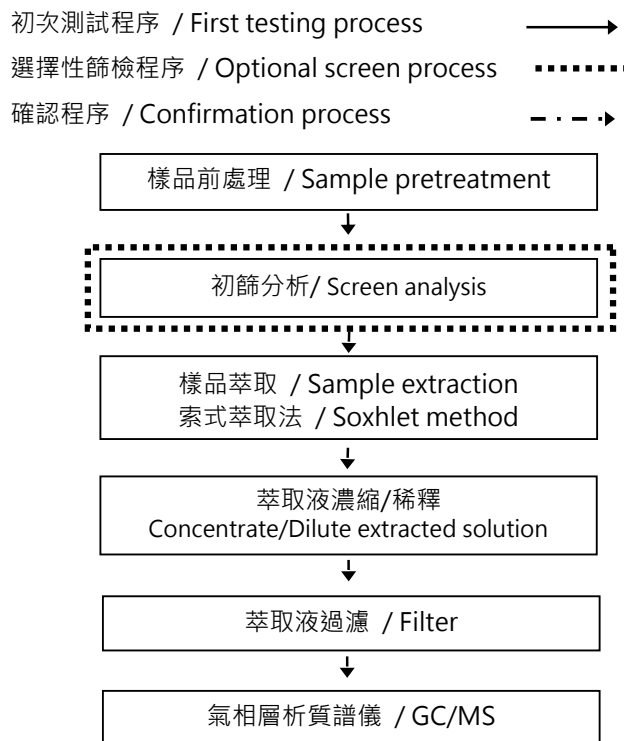 初次測試程序 / First testing process
選擇性篩檢程序 / Optional screen process
確認程序 / Confirmation process
樣品前處理 / Sample pretreatment
初篩分析/ Screen analysis
樣品萃取 / Sample extraction
索式萃取法 / Soxhlet method
萃取液濃縮/稀釋
Concentrate/Dilute extracted solution
萃取液過濾 / Filter
氣相層析質譜儀 / GC/MS